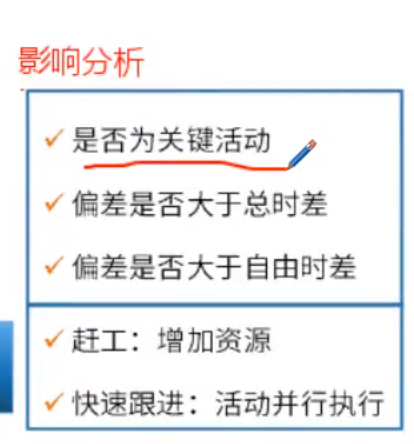 影响分析
✓ 是否为关键活动
✓ 偏差是否大于总时差
✓ 偏差是否大于自由时差
✓ 赶工：增加资源
✓ 快速跟进：活动并行执行